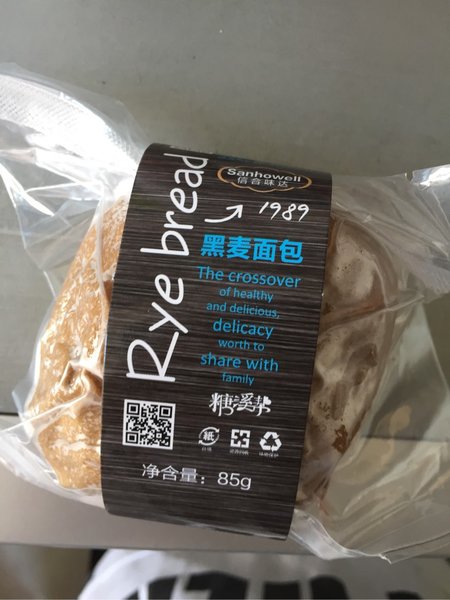 Rye bread
Sanhowell
信合味达
1989
黑麦面包
The crossover
of healthy
and delicious,
delicacy
worth to
share with
family
净含量：85g